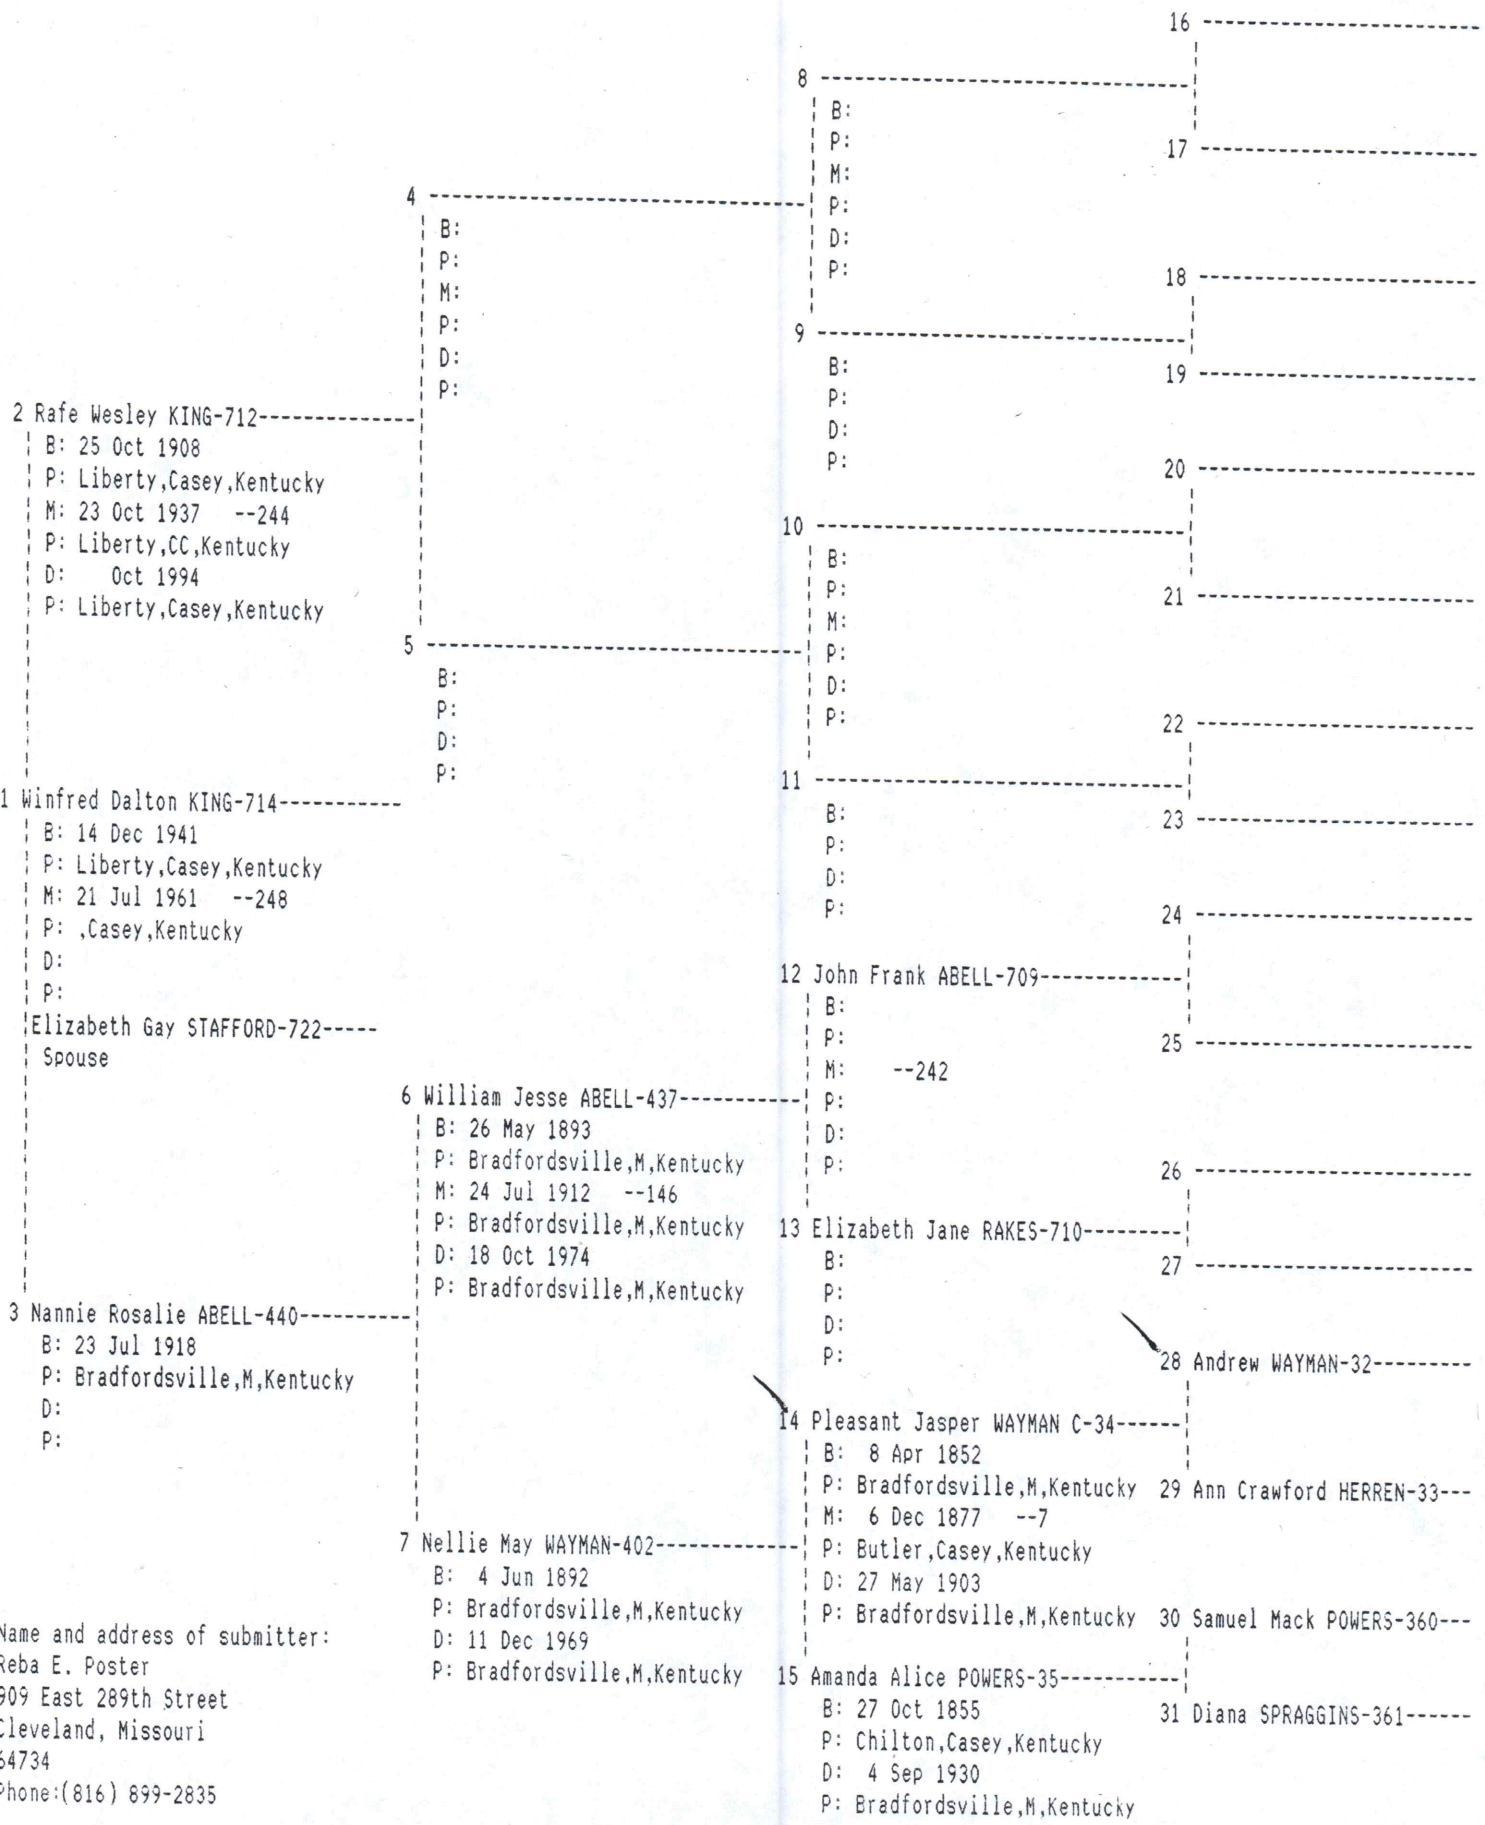 16 ----------------------------
8 ------------------------------------
B:
P:
M:
P:
D:
P:
17 ----------------------------
4 ------------------------------------
B:
P:
M:
P:
D:
P:
18 ----------------------------
9 ------------------------------------
B:
P:
D:
P:
19 ----------------------------
2 Rafe Wesley KING-712---------------
B: 25 Oct 1908
P: Liberty,Casey,Kentucky
M: 23 Oct 1937 --244
P: Liberty,CC,Kentucky
D: Oct 1994
P: Liberty,Casey,Kentucky
20 ----------------------------
10 ------------------------------------
B:
P:
M:
P:
D:
P:
21 ----------------------------
5 ------------------------------------
B:
P:
D:
P:
22 ----------------------------
11 ------------------------------------
B:
P:
D:
P:
23 ----------------------------
1 Winfred Dalton KING-714-----------
B: 14 Dec 1941
P: Liberty,Casey,Kentucky
M: 21 Jul 1961 --248
P: ,Casey,Kentucky
D:
P:
Elizabeth Gay STAFFORD-722-----
Spouse
24 ----------------------------
12 John Frank ABELL-709-------------
B:
P:
M: --242
P:
D:
P:
25 ----------------------------
6 William Jesse ABELL-437-----------
B: 26 May 1893
P: Bradfordsville,M,Kentucky
M: 24 Jul 1912 --146
P: Bradfordsville,M,Kentucky
D: 18 Oct 1974
P: Bradfordsville,M,Kentucky
26 ----------------------------
13 Elizabeth Jane RAKES-710---------
B:
P:
D:
P:
27 ----------------------------
3 Nannie Rosalie ABELL-440----------
B: 23 Jul 1918
P: Bradfordsville,M,Kentucky
D:
P:
28 Andrew WAYMAN-32---------
14 Pleasant Jasper WAYMAN C-34------
B: 8 Apr 1852
P: Bradfordsville,M,Kentucky
M: 6 Dec 1877 --7
P: Butler,Casey,Kentucky
D: 27 May 1903
P: Bradfordsville,M,Kentucky
29 Ann Crawford HERREN-33---
7 Nellie May WAYMAN-402-------------
B: 4 Jun 1892
P: Bradfordsville,M,Kentucky
D: 11 Dec 1969
P: Bradfordsville,M,Kentucky
30 Samuel Mack POWERS-360---
15 Amanda Alice POWERS-35-----------
B: 27 Oct 1855
P: Chilton,Casey,Kentucky
D: 4 Sep 1930
P: Bradfordsville,M,Kentucky
31 Diana SPRAGGINS-361------
Name and address of submitter:
Reba E. Poster
909 East 289th Street
Cleveland, Missouri
64734
Phone:(816) 899-2835